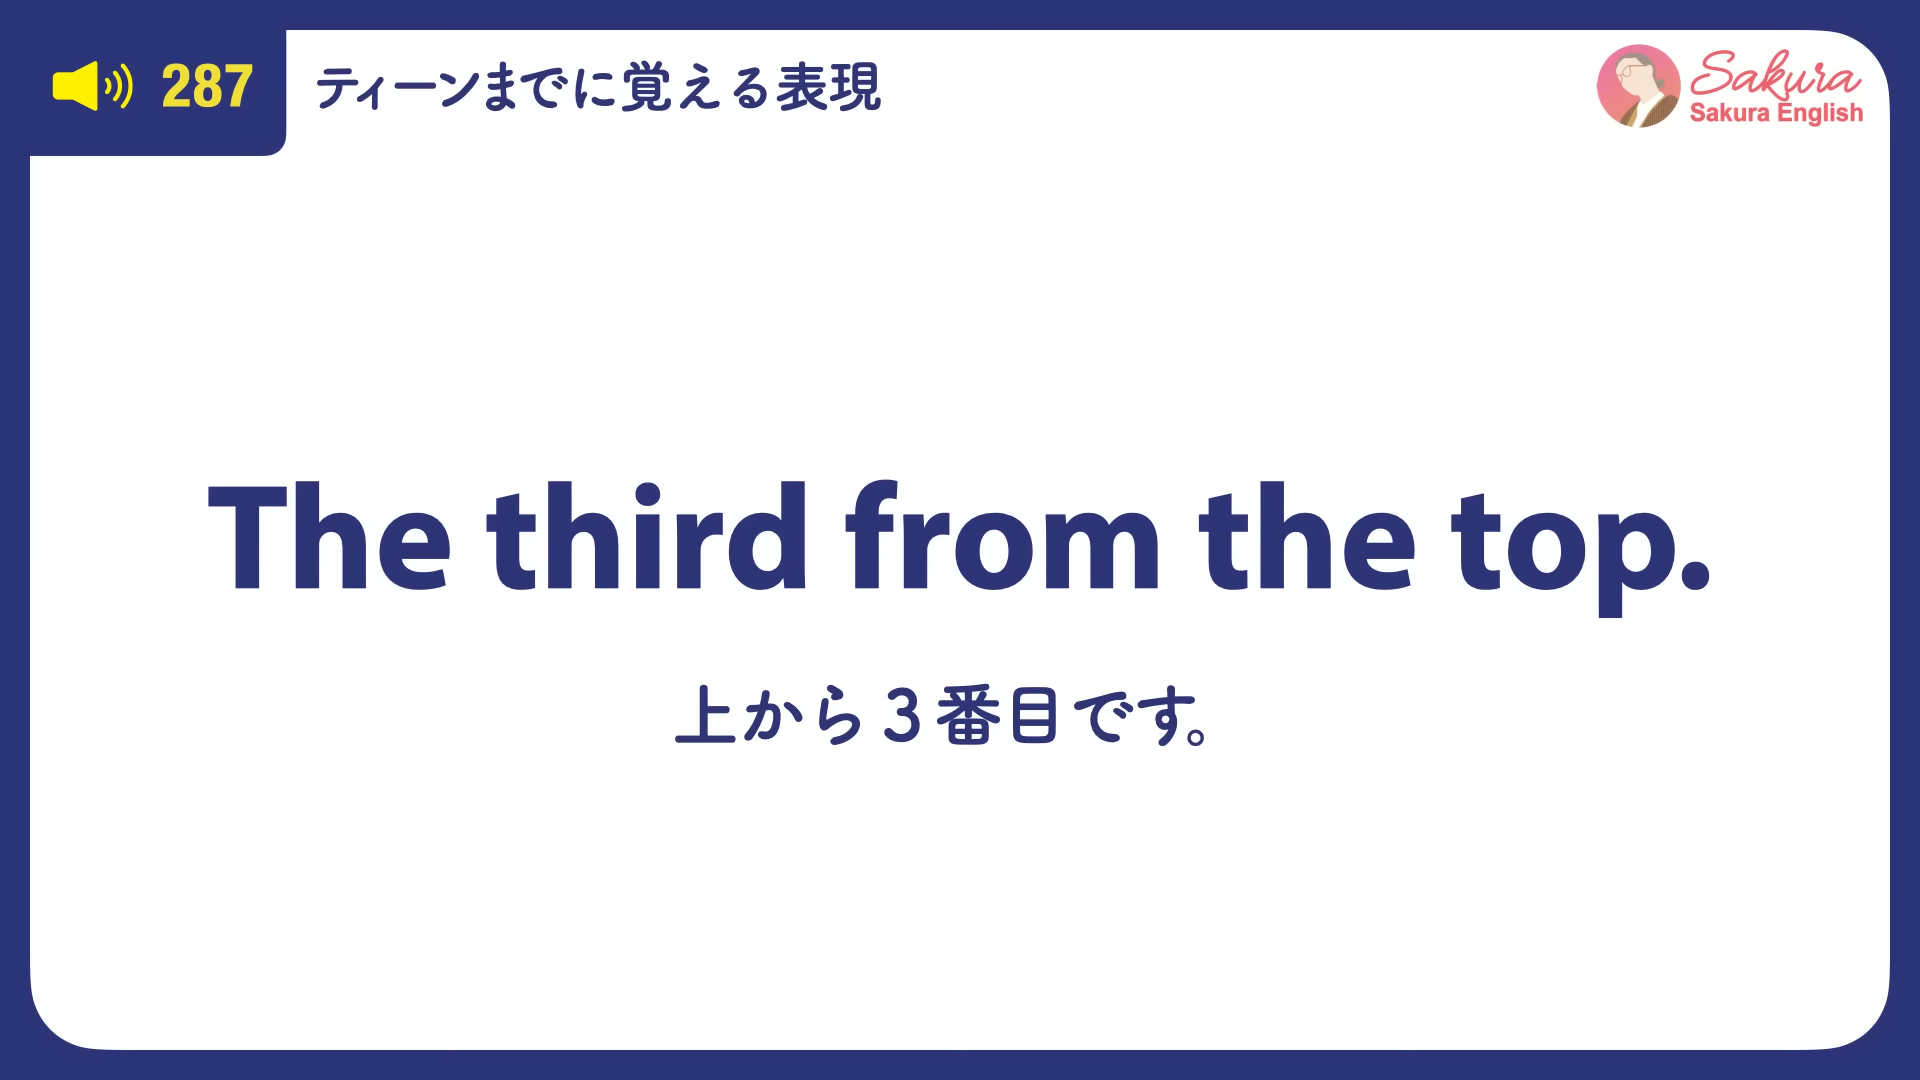 287
ティーンまでに覚える表現
Sakura
Sakura English
The third from the top.
上から3番目です。